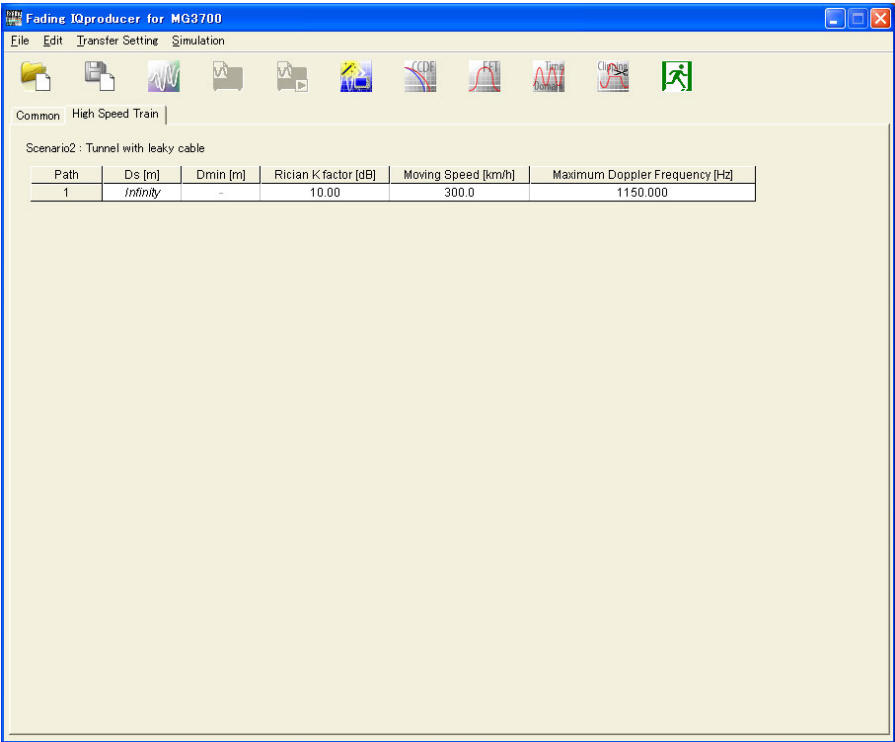 Fading IQproducer for MG3700
File Edit Transfer Setting Simulation
CCDF FFT Time Domain Clipping
Common High Speed Train
Scenario2 : Tunnel with leaky cable
Path Ds [m] Dmin [m] Rician K factor [dB] Moving Speed [km/h] Maximum Doppler Frequency [Hz]
1 Infinity - 10.00 300.0 1150.000